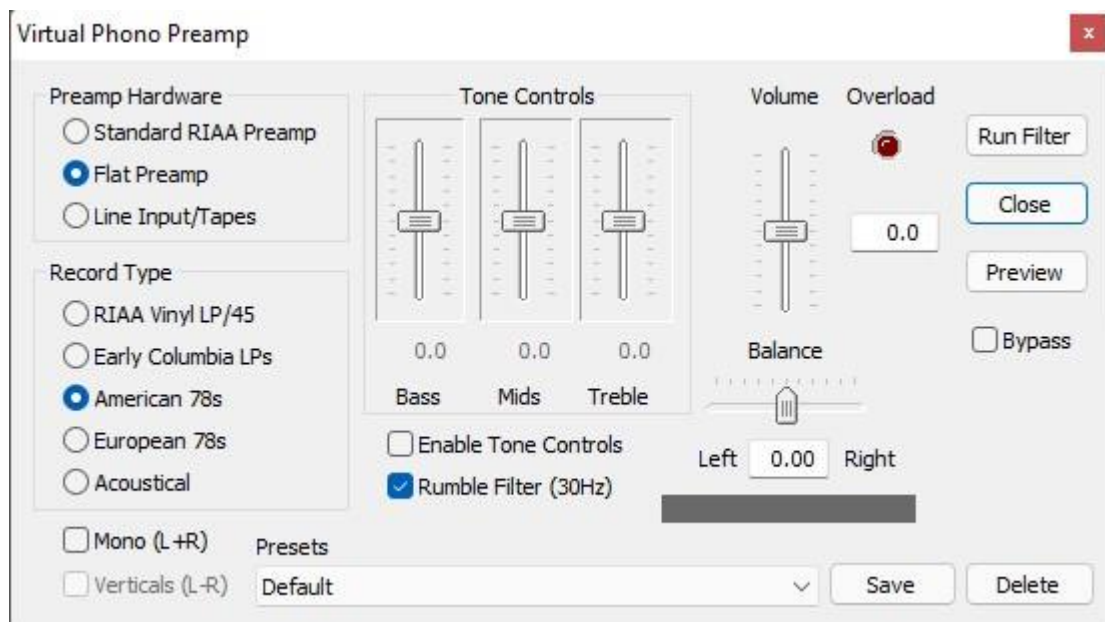 Virtual Phono Preamp
x
Preamp Hardware
Standard RIAA Preamp
Flat Preamp
Line Input/Tapes
Record Type
RIAA Vinyl LP/45
Early Columbia LPs
American 78s
European 78s
Acoustical
Mono (L+R)
Verticals (L-R)
Tone Controls
0.0 0.0 0.0
Bass Mids Treble
Enable Tone Controls
Rumble Filter (30Hz)
Volume
Overload
0.0
Balance
Left 0.00 Right
Run Filter
Close
Preview
Bypass
Presets
Default
Save
Delete